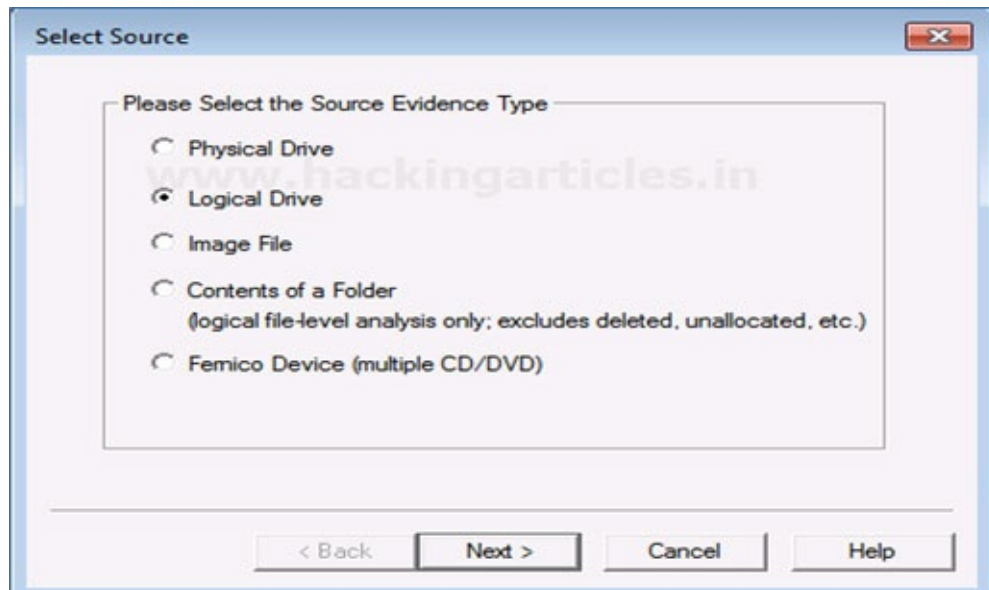 Select Source
Please Select the Source Evidence Type
Physical Drive
www.hackingarticles.in
Logical Drive
Image File
Contents of a Folder
(logical file-level analysis only; excludes deleted, unallocated, etc.)
Fernico Device (multiple CD/DVD)
< Back
Next >
Cancel
Help